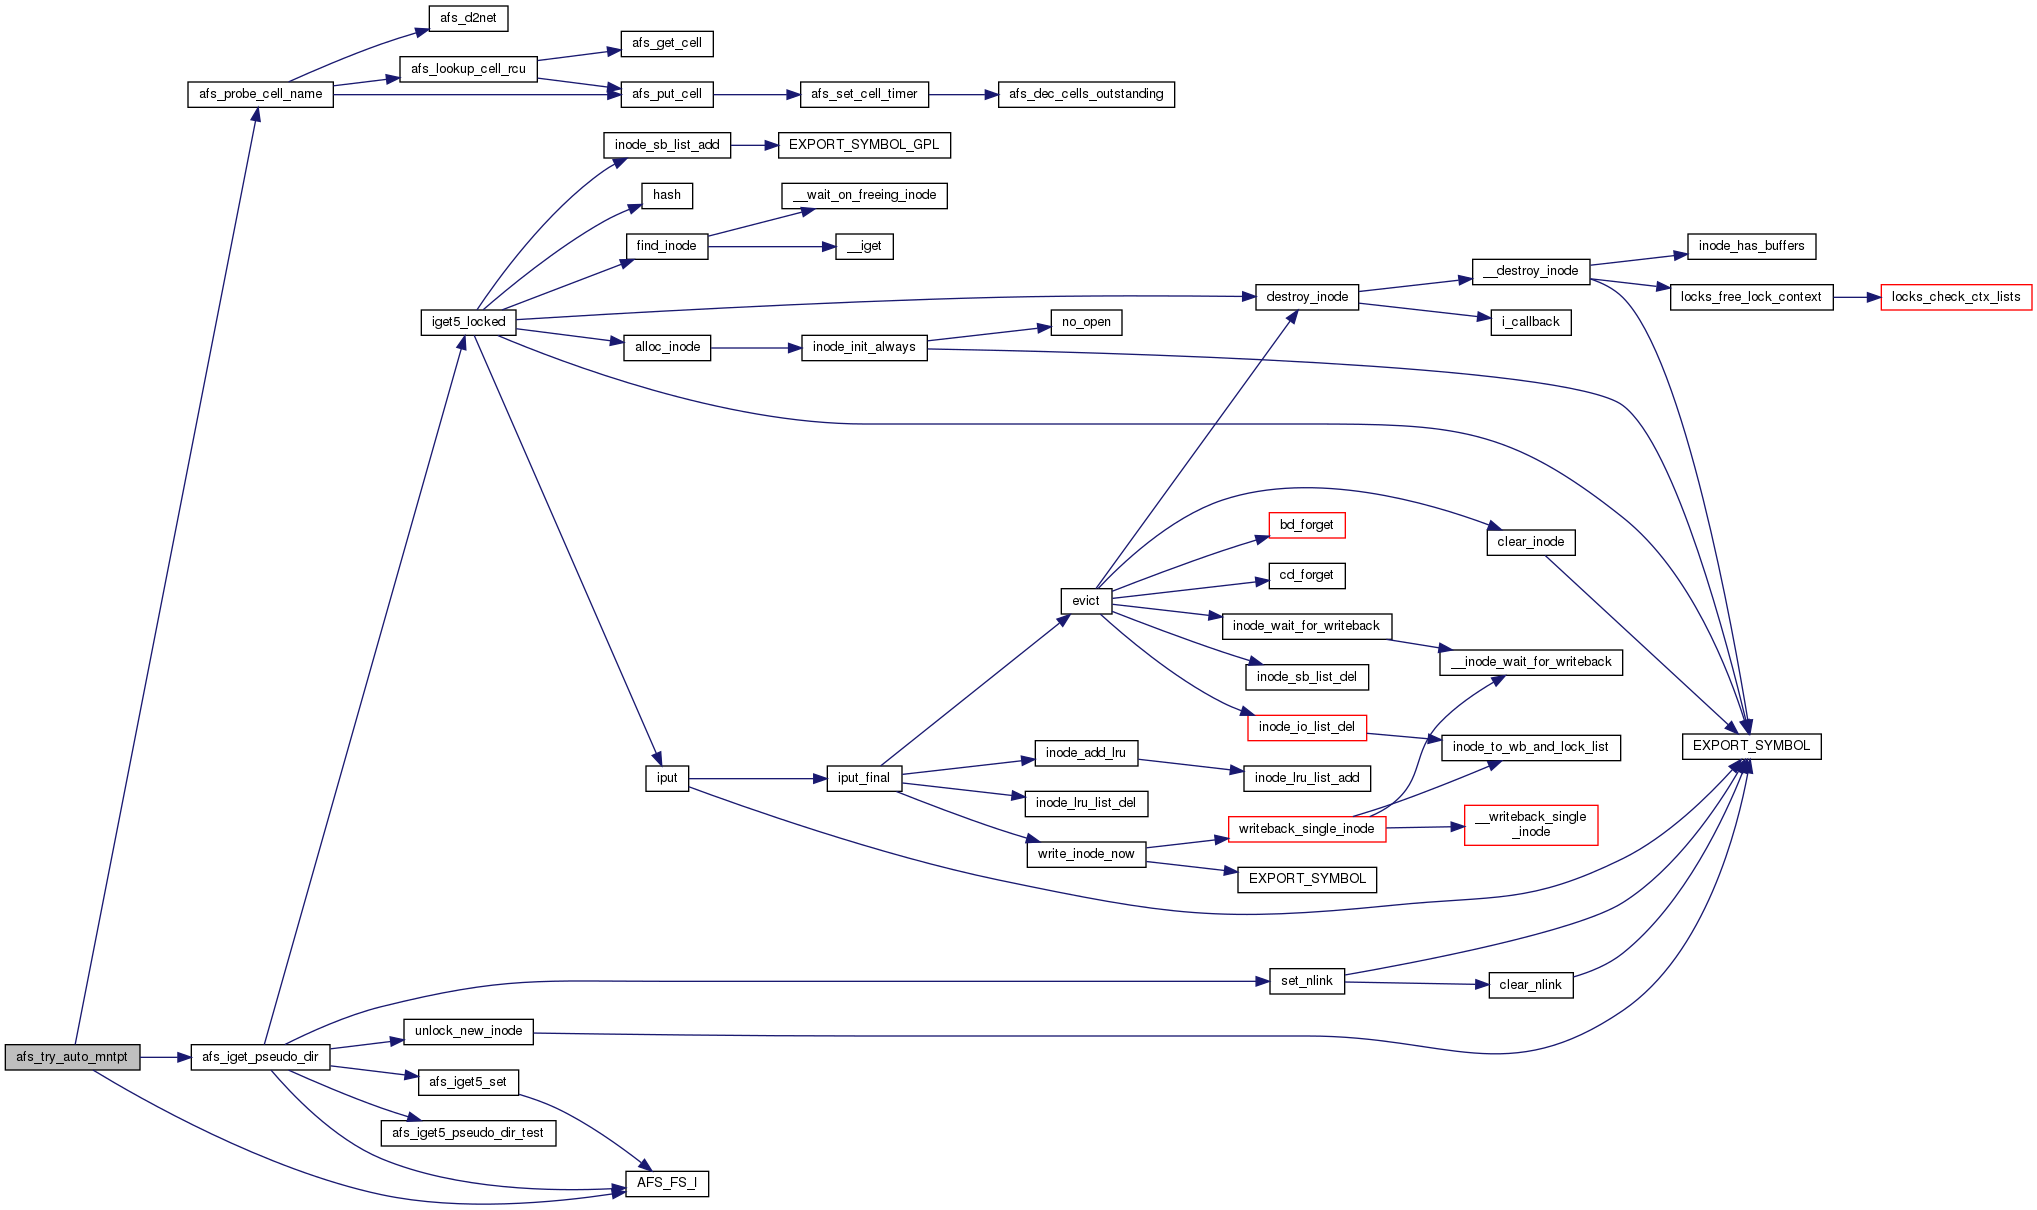 afs_d2net
afs_get_cell
afs_lookup_cell_rcu
afs_probe_cell_name
afs_put_cell
afs_set_cell_timer
afs_dec_cells_outstanding
inode_sb_list_add
EXPORT_SYMBOL_GPL
hash
__wait_on_freeing_inode
find_inode
__iget
inode_has_buffers
__destroy_inode
destroy_inode
locks_free_lock_context
locks_check_ctx_lists
iget5_locked
no_open
i_callback
alloc_inode
inode_init_always
bd_forget
clear_inode
cd_forget
evict
inode_wait_for_writeback
__inode_wait_for_writeback
inode_sb_list_del
inode_io_list_del
inode_to_wb_and_lock_list
EXPORT_SYMBOL
inode_add_lru
iput
iput_final
inode_lru_list_add
inode_lru_list_del
writeback_single_inode
__writeback_single
_inode
write_inode_now
EXPORT_SYMBOL
set_nlink
clear_nlink
unlock_new_inode
afs_try_auto_mntpt
afs_iget_pseudo_dir
afs_iget5_set
afs_iget5_pseudo_dir_test
AFS_FS_I